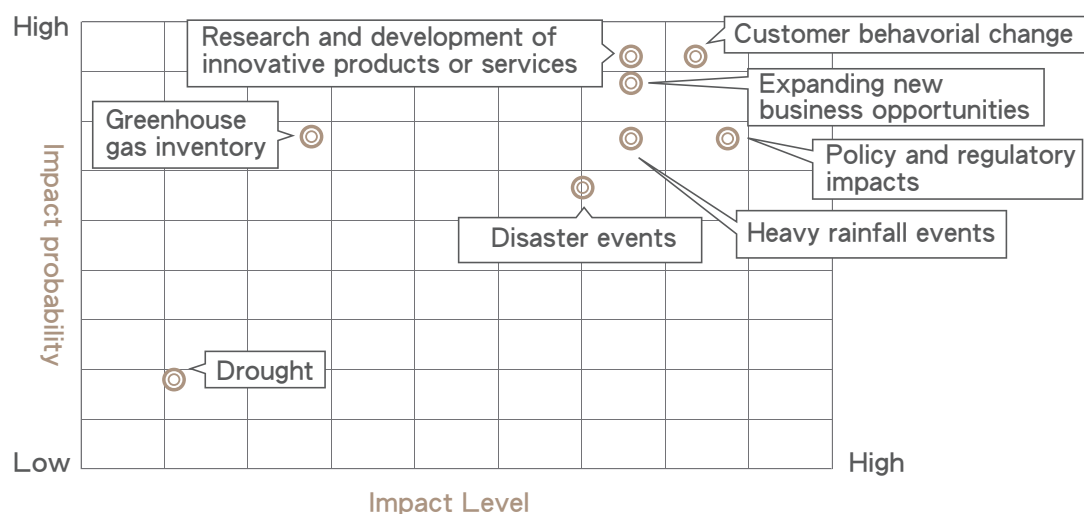 High
Research and development of
innovative products or services
Customer behavorial change
Expanding new
business opportunities
Greenhouse
gas inventory
Policy and regulatory
impacts
Heavy rainfall events
Disaster events
Impact probability
Drought
Low
High
Impact Level